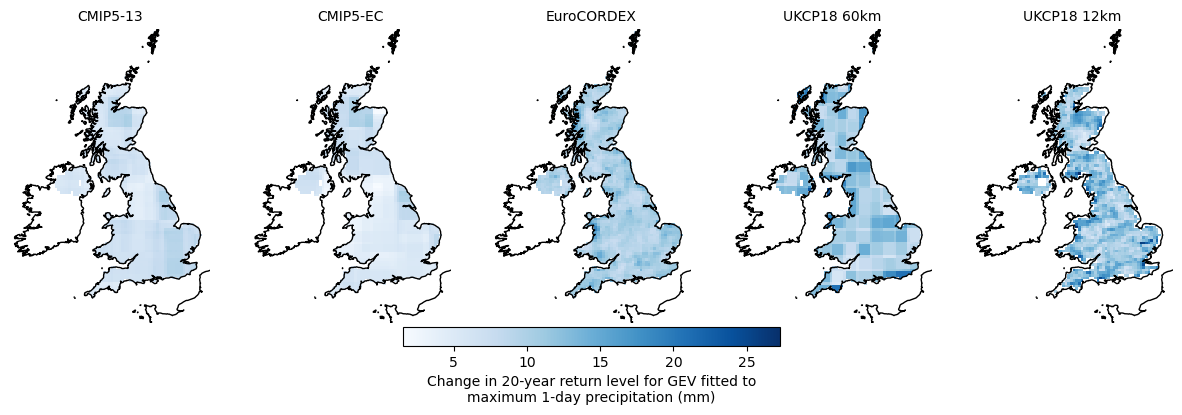 CMIP5-13
CMIP5-EC
EuroCORDEX
UKCP18 60km
UKCP18 12km
5
10
15
20
25
Change in 20-year return level for GEV fitted to
maximum 1-day precipitation (mm)